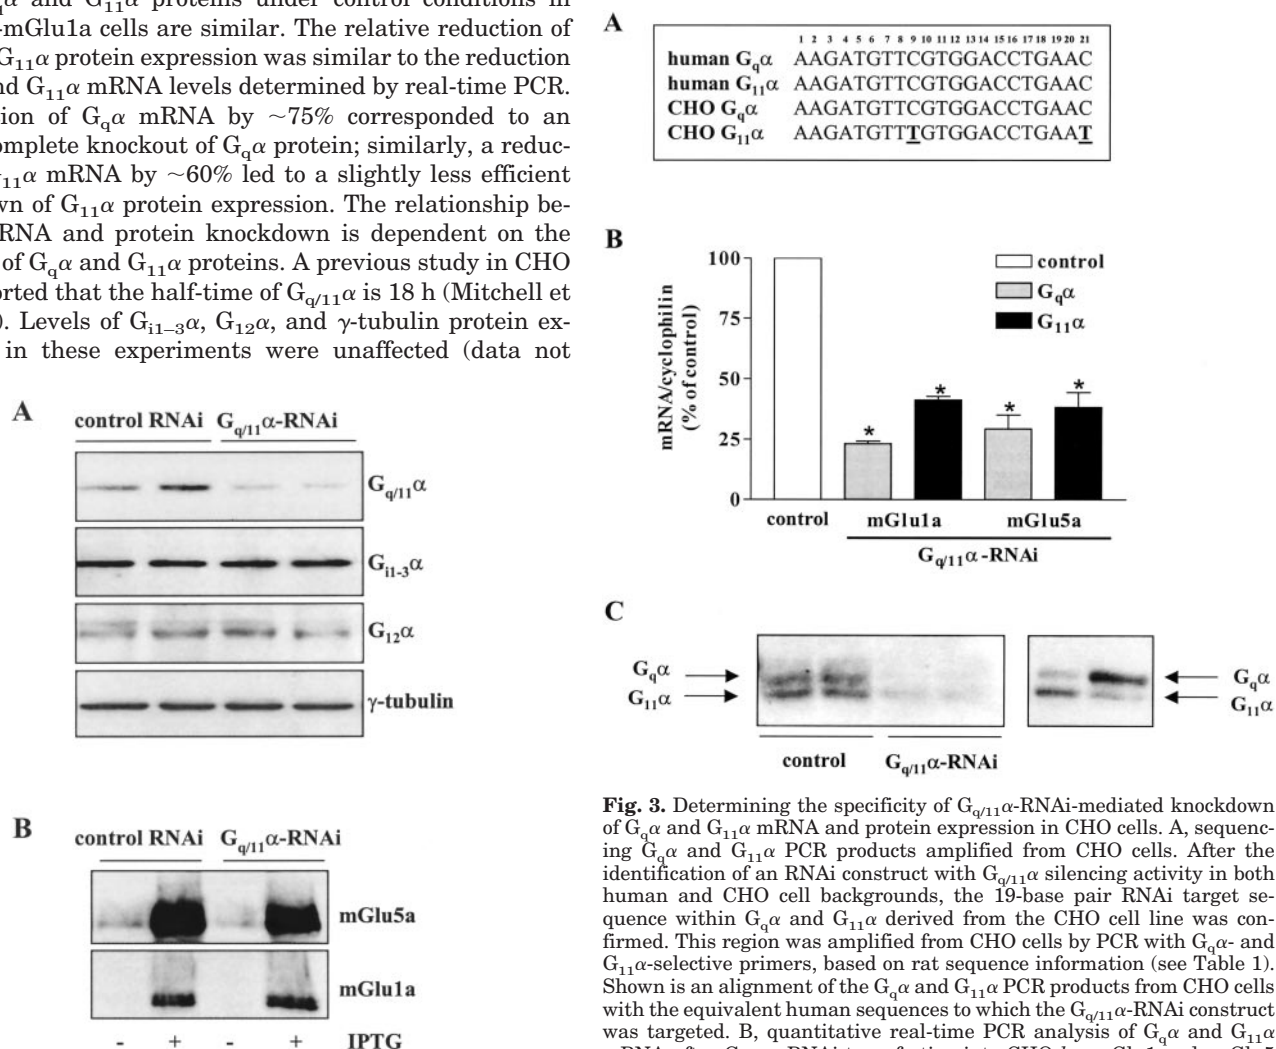 α and G11α proteins under control conditions in
-mGlu1a cells are similar. The relative reduction of
G11α protein expression was similar to the reduction
nd G11α mRNA levels determined by real-time PCR.
ion of Gqα mRNA by ~75% corresponded to an
omplete knockout of Gqα protein; similarly, a reduc-
11α mRNA by ~60% led to a slightly less efficient
wn of G11α protein expression. The relationship be-
RNA and protein knockdown is dependent on the
of Gqα and G11α proteins. A previous study in CHO
orted that the half-time of Gq/11α is 18 h (Mitchell et
). Levels of Gi1–3α, G12α, and γ-tubulin protein ex-
in these experiments were unaffected (data not
A
control RNAi Gq/11α-RNAi
Gq/11α
Gi1-3α
G12α
γ-tubulin
B
control RNAi Gq/11α-RNAi
mGlu5a
mGlu1a
- + - + IPTG
A
1 2 3 4 5 6 7 8 9 10 11 12 13 14 15 16 17 18 19 20 21
human Gqα AAGATGTTCGTGGACCTGAAC
human G11α AAGATGTTCGTGGACCTGAAC
CHO Gqα AAGATGTTCGTGGACCTGAAC
CHO G11α AAGATGTTTGTGGACCTGAAT
B
mRNA/cyclophilin
(% of control)
100
75
50
25
0
control
Gqα
G11α
* * * *
control mGlu1a mGlu5a
Gq/11α-RNAi
C
Gqα
G11α
Gqα
G11α
control Gq/11α-RNAi
Fig. 3. Determining the specificity of Gq/11α-RNAi-mediated knockdown
of Gqα and G11α mRNA and protein expression in CHO cells. A, sequenc-
ing Gqα and G11α PCR products amplified from CHO cells. After the
identification of an RNAi construct with Gq/11α silencing activity in both
human and CHO cell backgrounds, the 19-base pair RNAi target se-
quence within Gqα and G11α derived from the CHO cell line was con-
firmed. This region was amplified from CHO cells by PCR with Gqα- and
G11α-selective primers, based on rat sequence information (see Table 1).
Shown is an alignment of the Gqα and G11α PCR products from CHO cells
with the equivalent human sequences to which the Gq/11α-RNAi construct
was targeted. B, quantitative real-time PCR analysis of Gqα and G11α